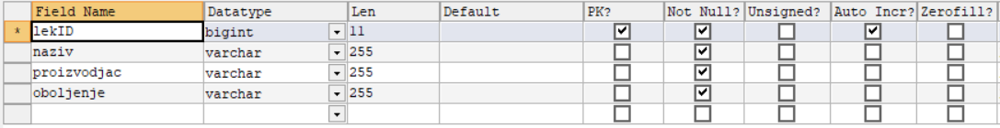 Field Name Datatype Len Default PK? Not Null? Unsigned? Auto Incr? Zerofill?
* lekID bigint 11
naziv varchar 255
proizvodjac varchar 255
oboljenje varchar 255